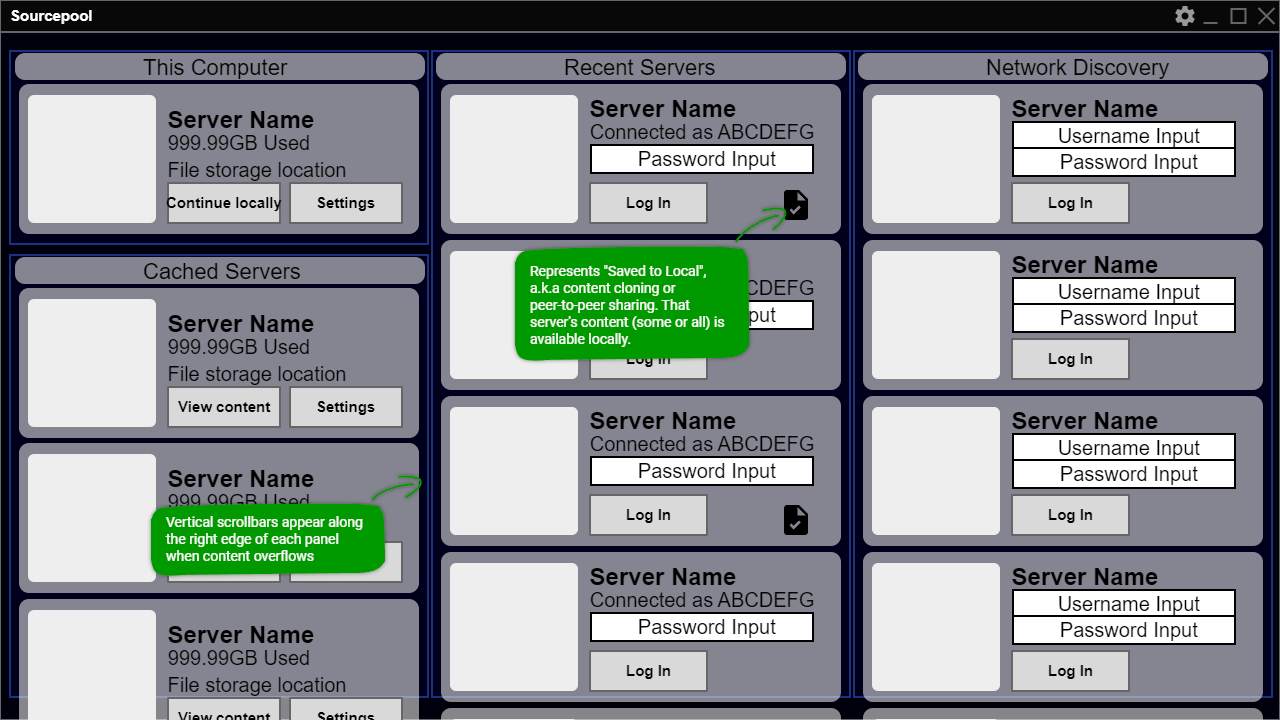 Sourcepool
This Computer
Server Name
999.99GB Used
File storage location
Continue locally
Settings
Cached Servers
Server Name
999.99GB Used
File storage location
View content
Settings
Server Name
999.99GB Used
Vertical scrollbars appear along
the right edge of each panel
when content overflows
Server Name
999.99GB Used
File storage location
View content
Settings
Recent Servers
Server Name
Connected as ABCDEFG
Password Input
Log In
Represents "Saved to Local",
a.k.a content cloning or
peer-to-peer sharing. That
server's content (some or all) is
available locally.
Log In
Server Name
Connected as ABCDEFG
Password Input
Log In
Server Name
Connected as ABCDEFG
Password Input
Log In
Network Discovery
Server Name
Username Input
Password Input
Log In
Server Name
Username Input
Password Input
Log In
Server Name
Username Input
Password Input
Log In
Server Name
Username Input
Password Input
Log In